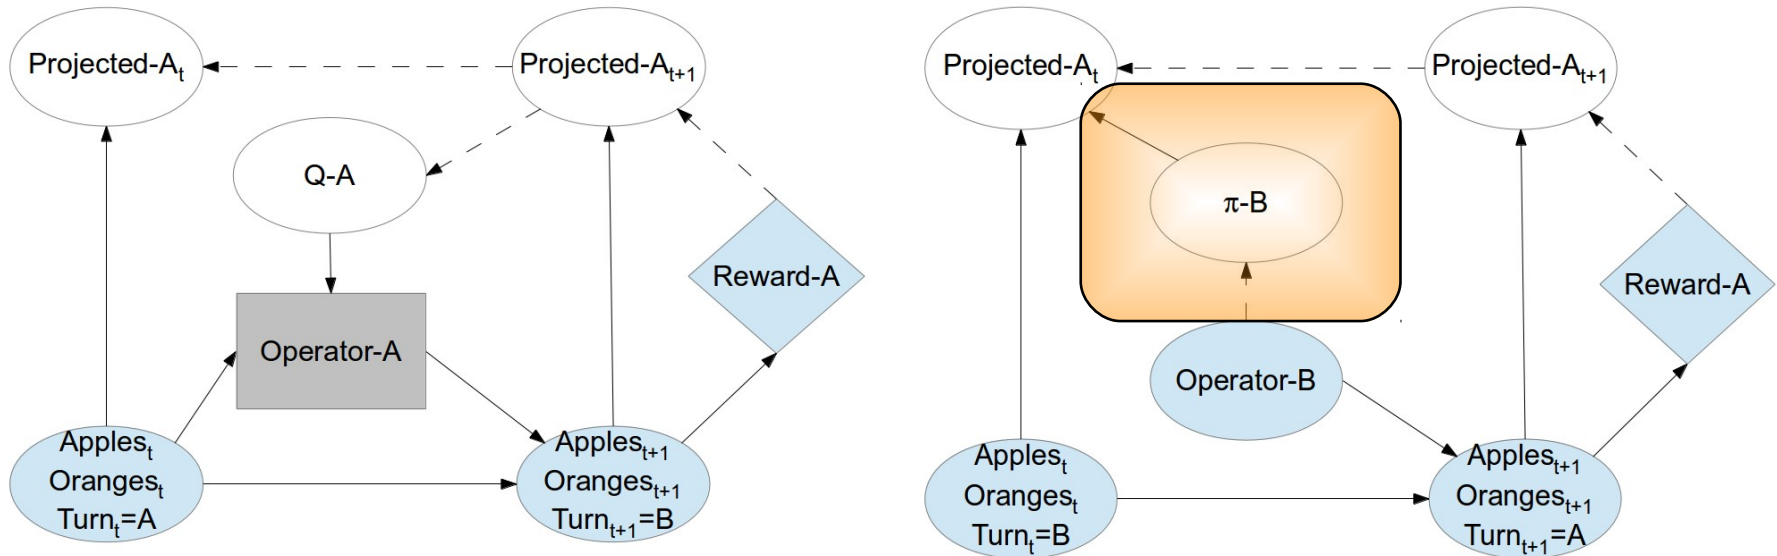 Projected-Aₜ
Projected-Aₜ₊₁
Q-A
Reward-A
Operator-A
Applesₜ
Orangesₜ
Turnₜ=A
Applesₜ₊₁
Orangesₜ₊₁
Turnₜ₊₁=B
Projected-Aₜ
Projected-Aₜ₊₁
π-B
Reward-A
Operator-B
Applesₜ
Orangesₜ
Turnₜ=B
Applesₜ₊₁
Orangesₜ₊₁
Turnₜ₊₁=A